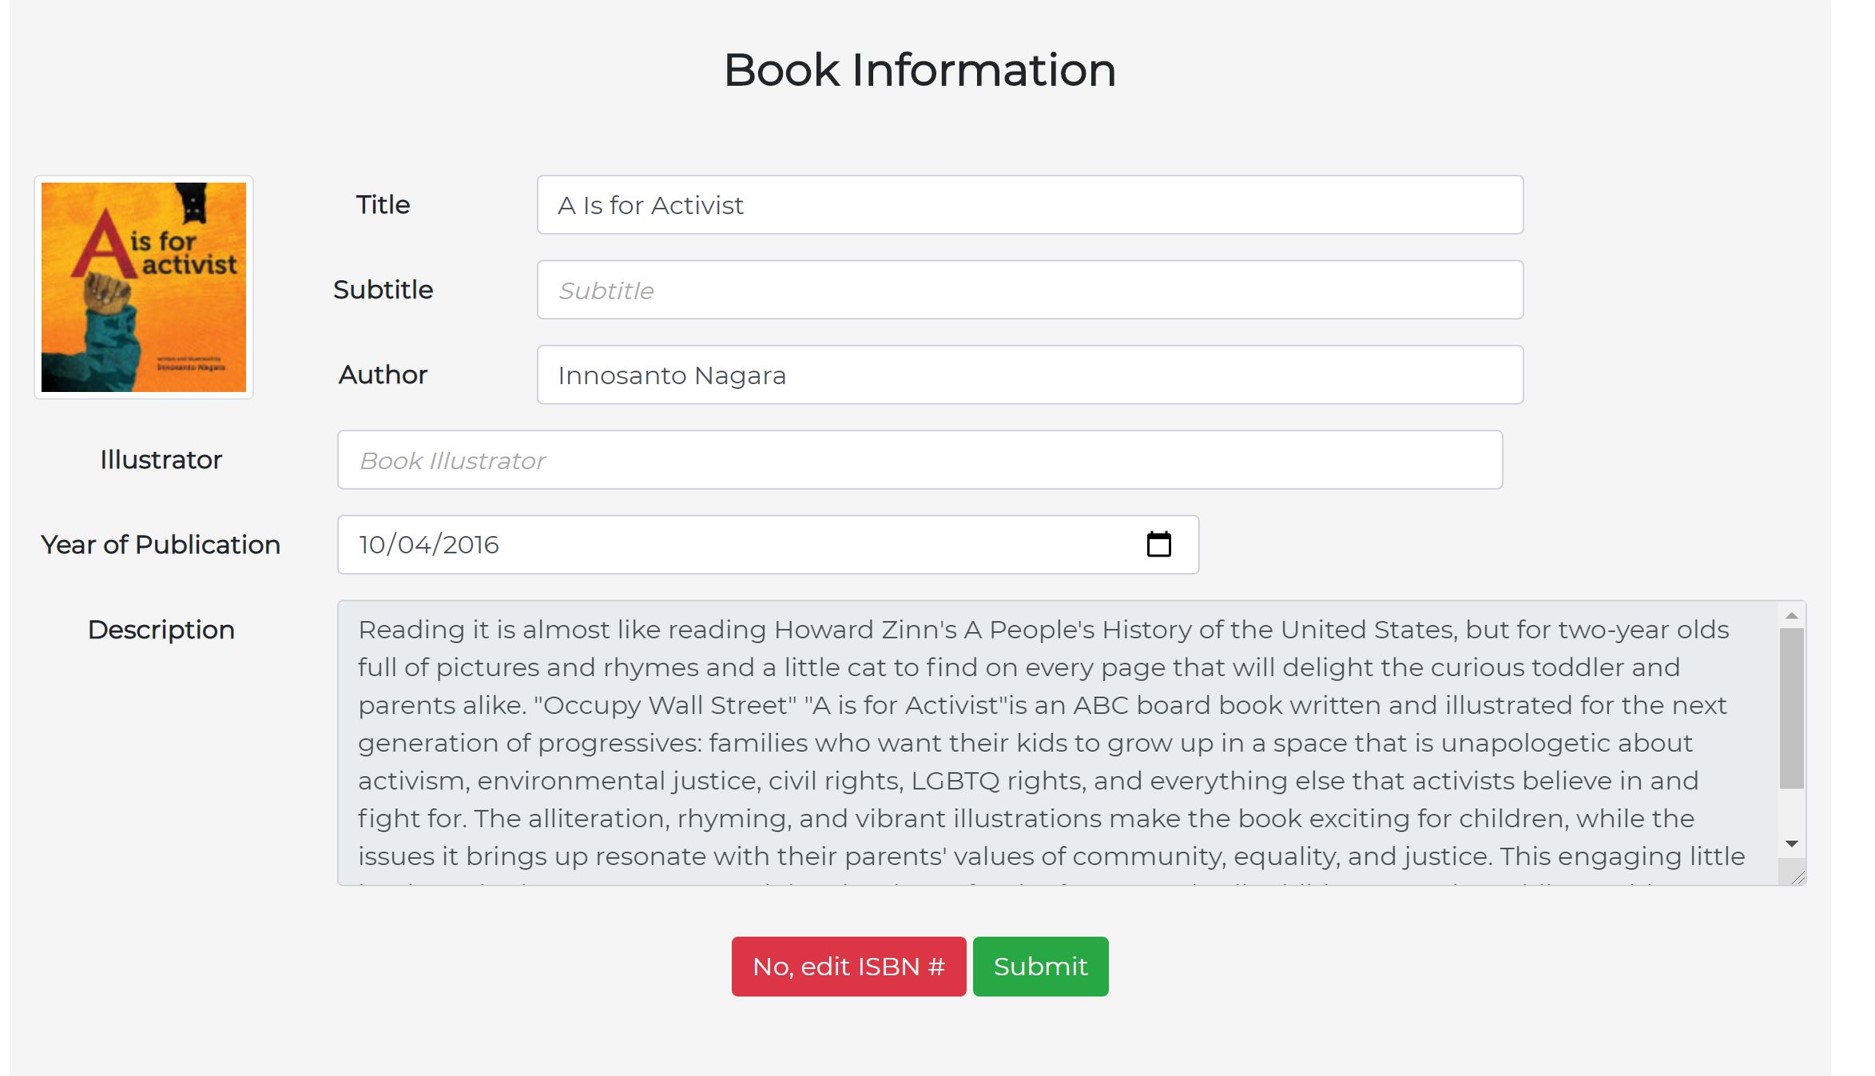 Book Information
A is for
activist
written and illustrated by
Innosanto Nagara
Title
A Is for Activist
Subtitle
Subtitle
Author
Innosanto Nagara
Illustrator
Book Illustrator
Year of Publication
10/04/2016
Description
Reading it is almost like reading Howard Zinn's A People's History of the United States, but for two-year olds
full of pictures and rhymes and a little cat to find on every page that will delight the curious toddler and
parents alike. "Occupy Wall Street" "A is for Activist"is an ABC board book written and illustrated for the next
generation of progressives: families who want their kids to grow up in a space that is unapologetic about
activism, environmental justice, civil rights, LGBTQ rights, and everything else that activists believe in and
fight for. The alliteration, rhyming, and vibrant illustrations make the book exciting for children, while the
issues it brings up resonate with their parents' values of community, equality, and justice. This engaging little
No, edit ISBN #
Submit